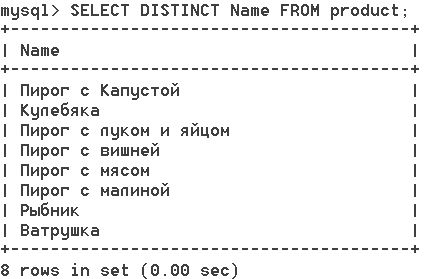 mysql> SELECT DISTINCT Name FROM product;
+----------------------------------------+
| Name                                   |
+----------------------------------------+
| Пирог с Капустой                       |
| Кулебяка                               |
| Пирог с луком и яйцом                  |
| Пирог с вишней                         |
| Пирог с мясом                          |
| Пирог с малиной                        |
| Рыбник                                 |
| Ватрушка                               |
+----------------------------------------+
8 rows in set (0.00 sec)